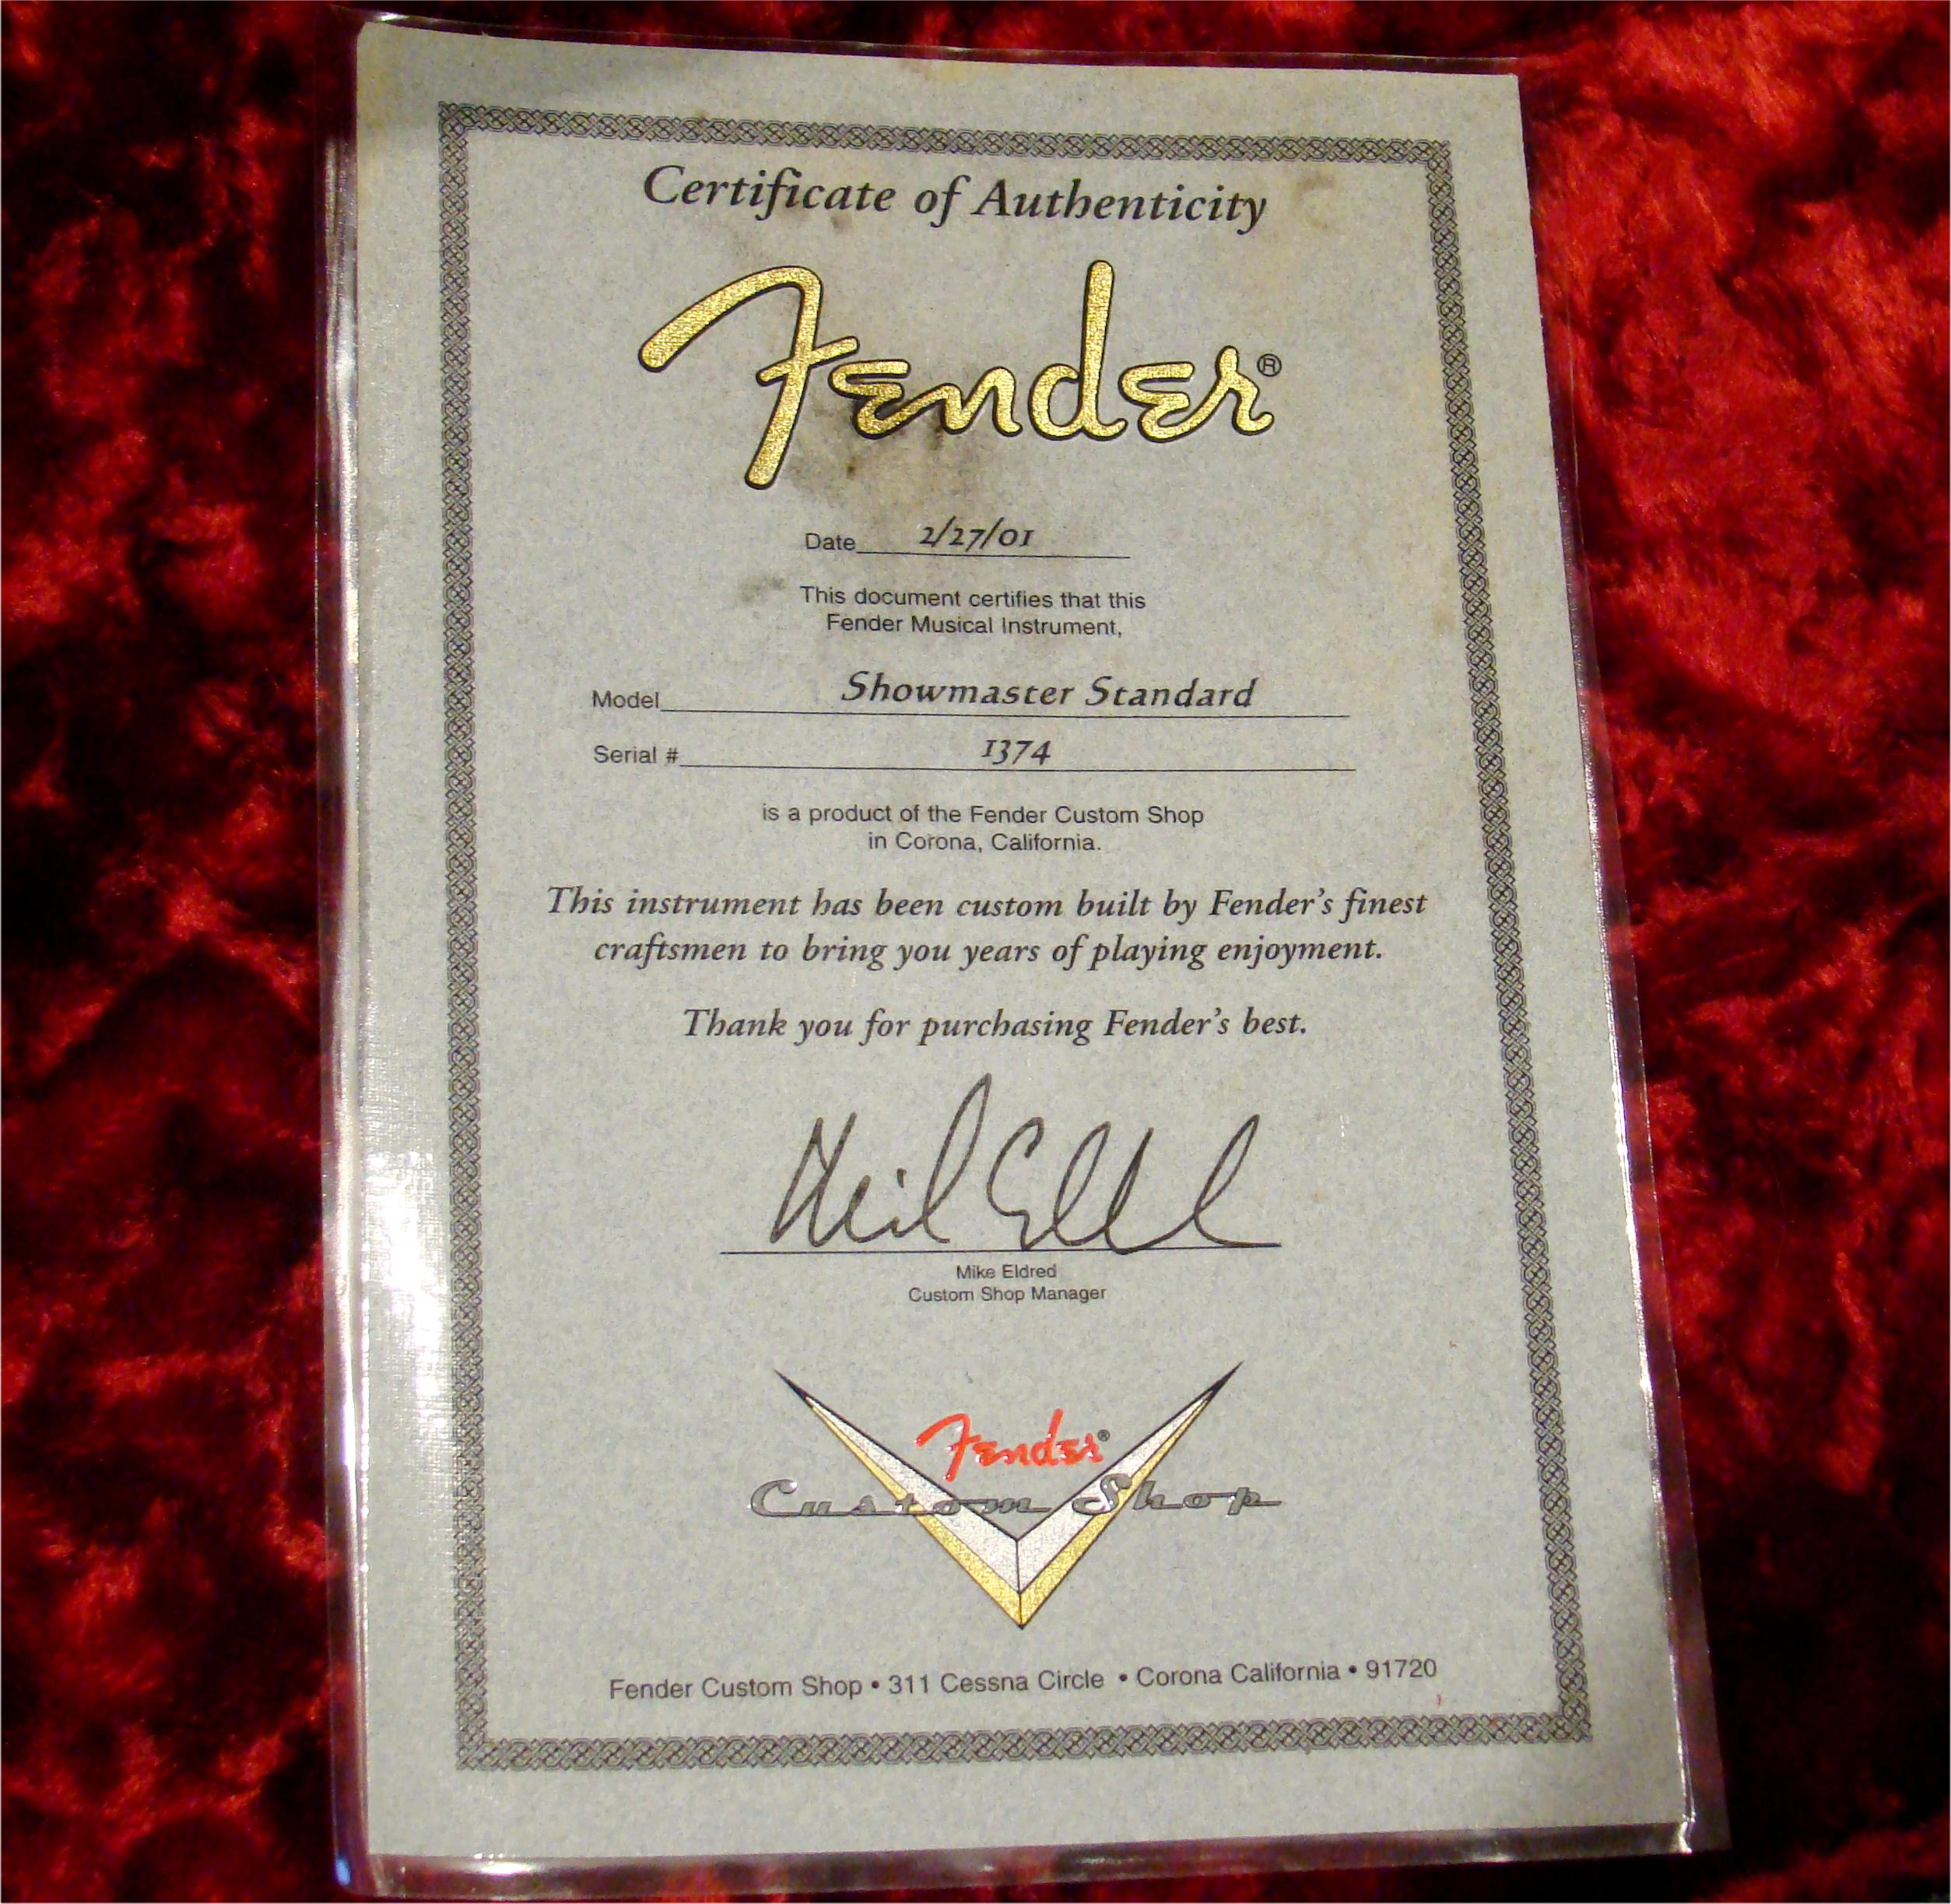 Certificate of Authenticity
Fender®
Date 2/27/01
This document certifies that this
Fender Musical Instrument,
Model Showmaster Standard
Serial # 1374
is a product of the Fender Custom Shop
in Corona, California.
This instrument has been custom built by Fender's finest
craftsmen to bring you years of playing enjoyment.
Thank you for purchasing Fender's best.
Mike Eldred
Custom Shop Manager
Fender®
Custom Shop
Fender Custom Shop • 311 Cessna Circle • Corona California • 91720